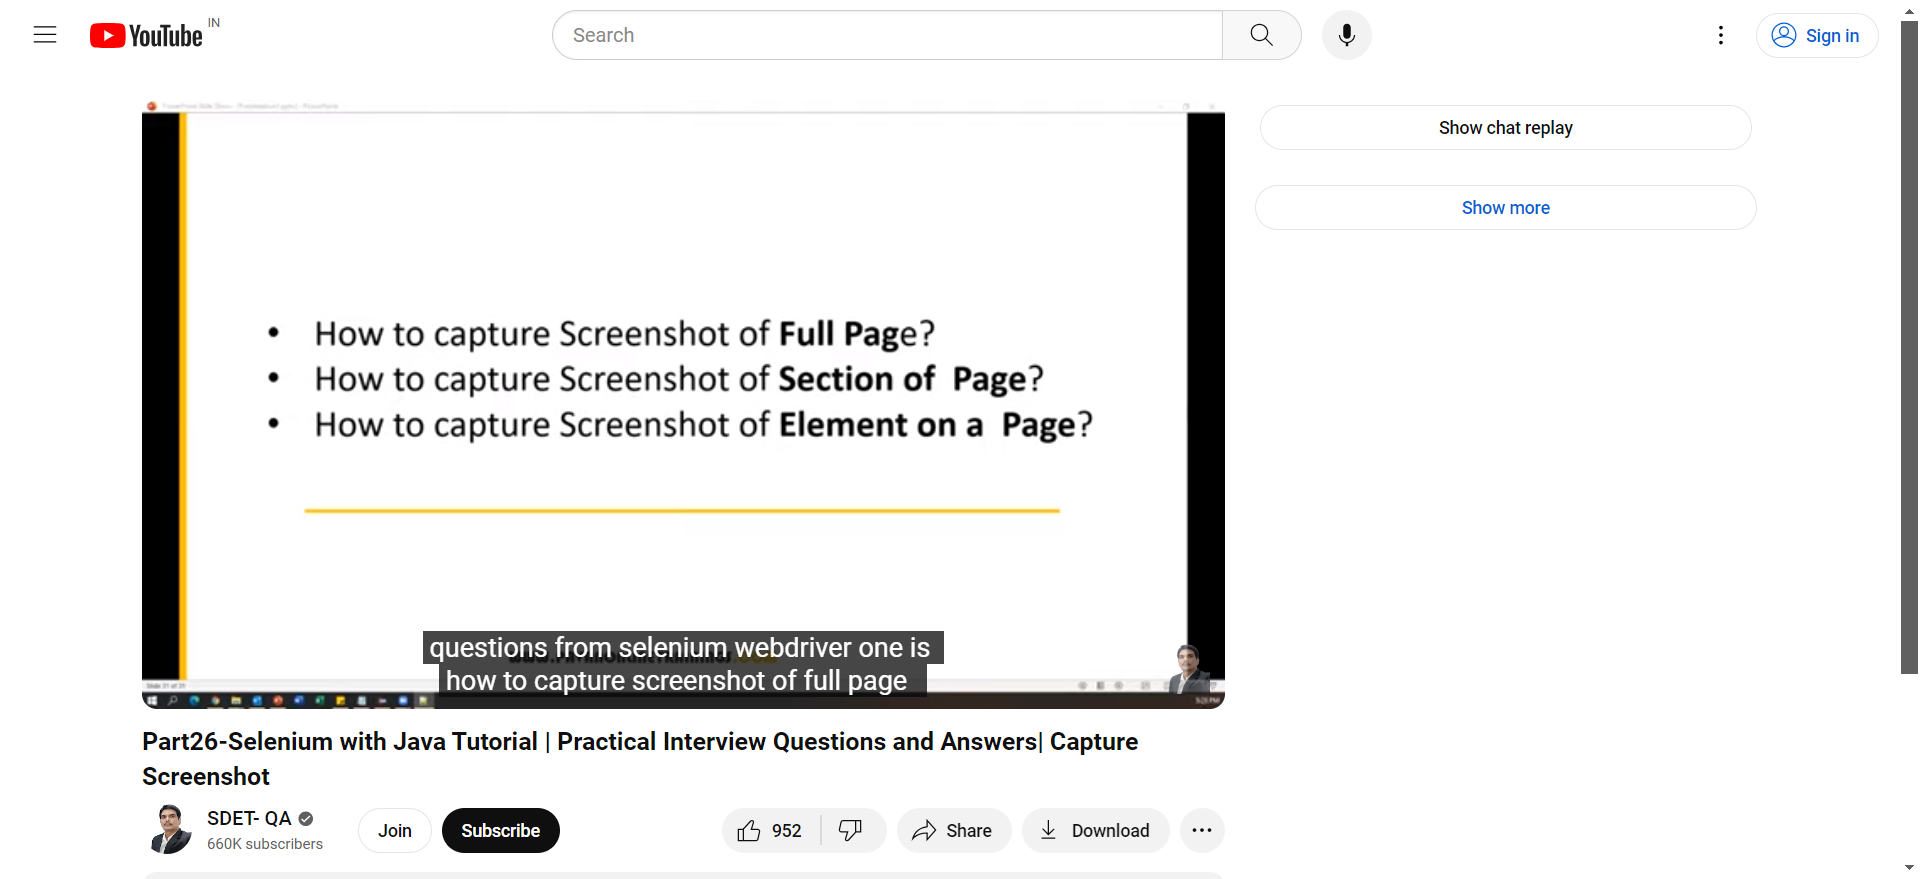 YouTube IN
Search
Sign in
Show chat replay
Show more
• How to capture Screenshot of Full Page?
• How to capture Screenshot of Section of Page?
• How to capture Screenshot of Element on a Page?
questions from selenium webdriver one is
how to capture screenshot of full page
Part26-Selenium with Java Tutorial | Practical Interview Questions and Answers| Capture
Screenshot
SDET- QA
660K subscribers
Join
Subscribe
952
Share
Download